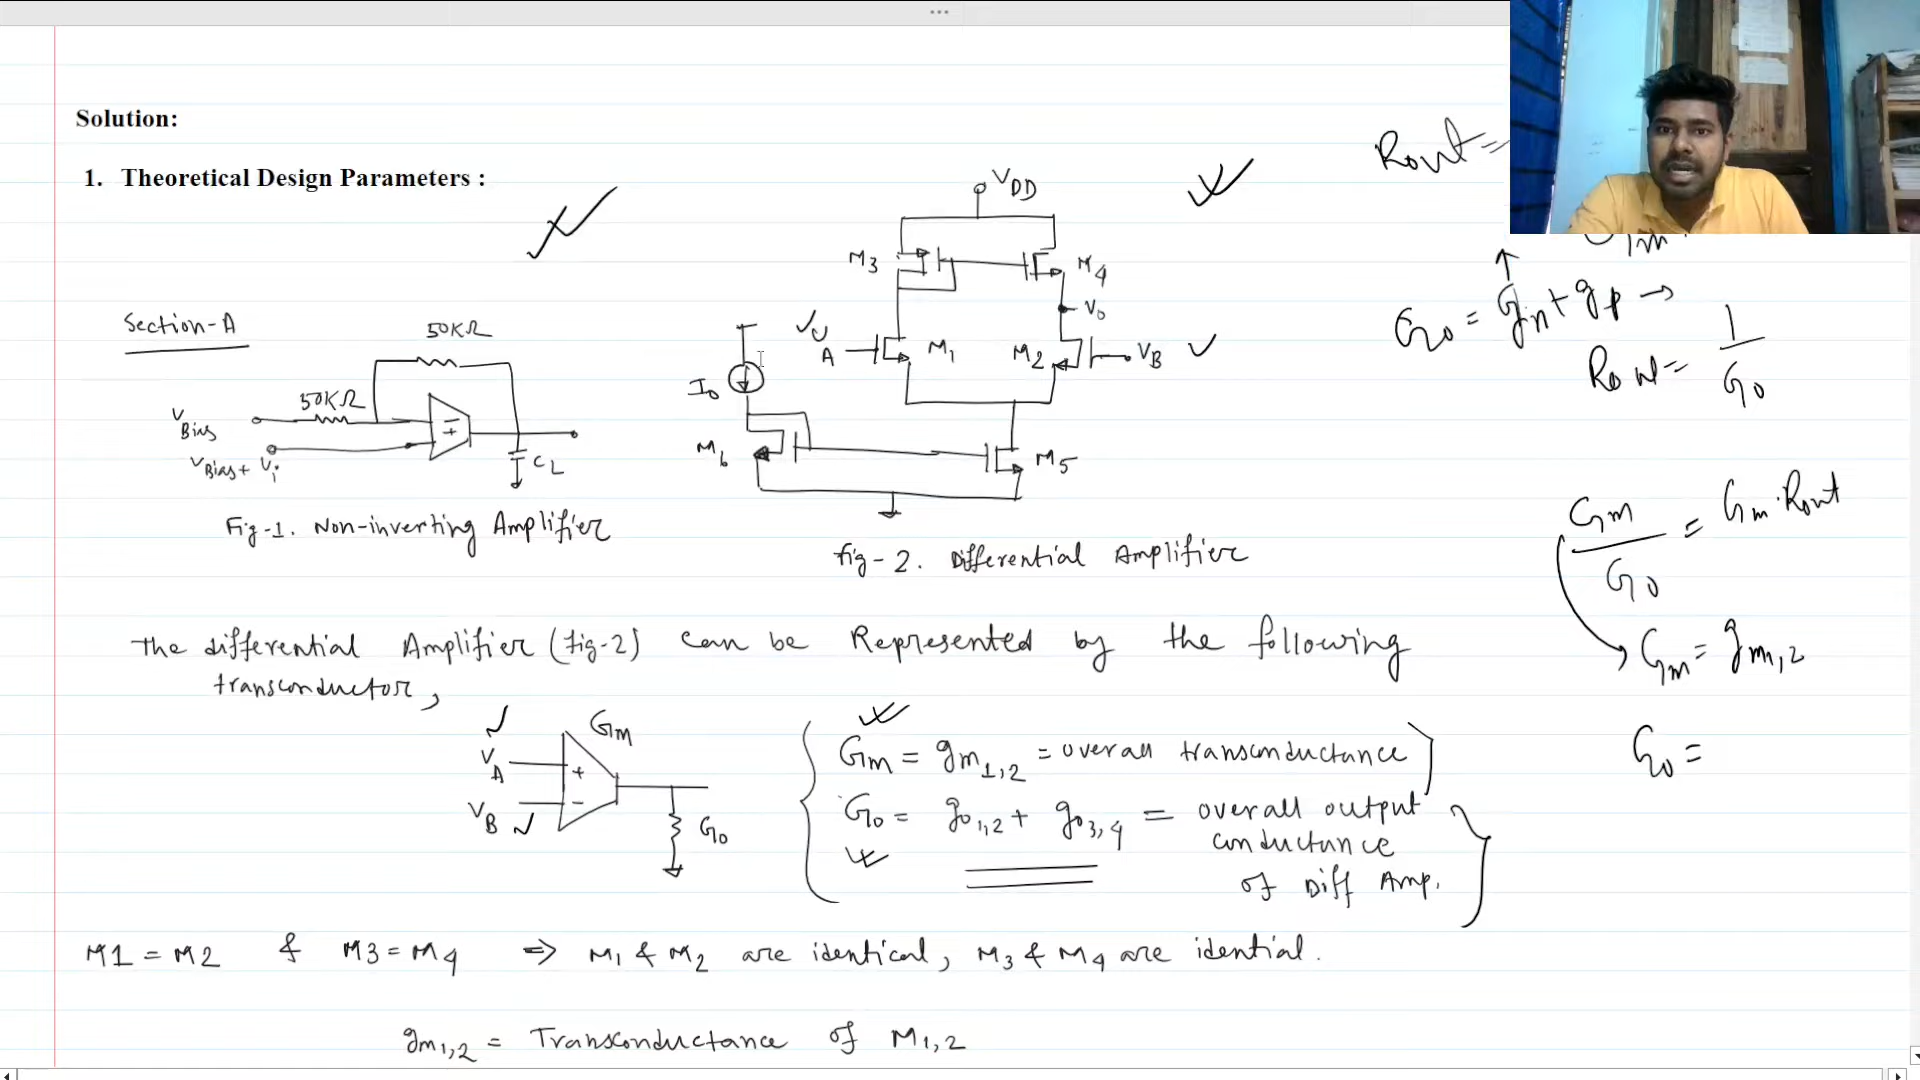 Solution:
1. Theoretical Design Parameters :
Section-A
50KΩ
50KΩ
VBias
VBias + Vi
-
+
CL
Fig-1. Non-inverting Amplifier
VDD
M3
M4
Vo
VA
M1
M2
VB
Io
M6
M5
Fig-2. Differential Amplifier
Rout =
Go = gn + gp →
Rout = 1/Go
Gm/Go = Gm·Rout
Gm = gm1,2
Go =
The differential Amplifier (fig-2) can be Represented by the following
transconductor,
Gm
VA
+
VB
-
Go
Gm = gm1,2 = overall transconductance
Go = go1,2 + go3,4 = overall output
conductance
of Diff Amp.
M1 = M2 & M3 = M4 ⇒ M1 & M2 are identical, M3 & M4 are idential.
gm1,2 = Transconductance of M1,2